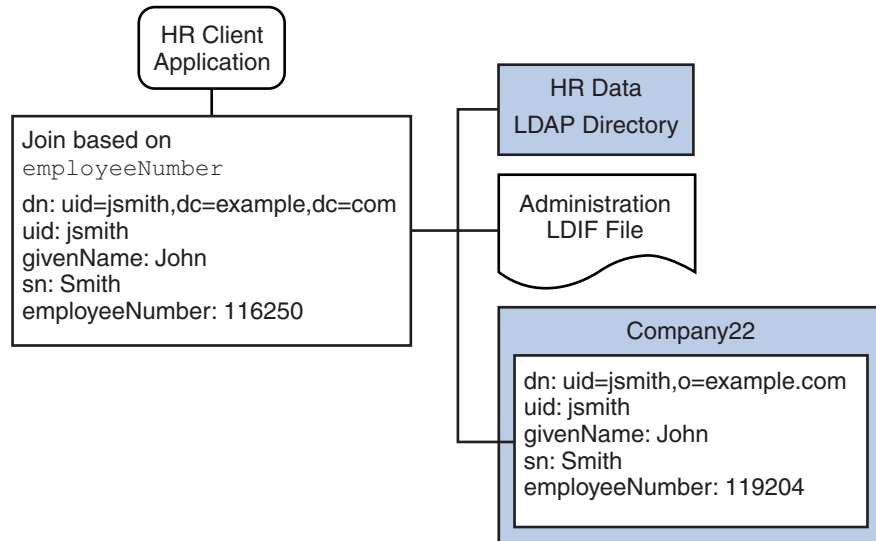 HR Client
Application
Join based on
employeeNumber
dn: uid=jsmith,dc=example,dc=com
uid: jsmith
givenName: John
sn: Smith
employeeNumber: 116250
HR Data
LDAP Directory
Administration
LDIF File
Company22
dn: uid=jsmith,o=example.com
uid: jsmith
givenName: John
sn: Smith
employeeNumber: 119204